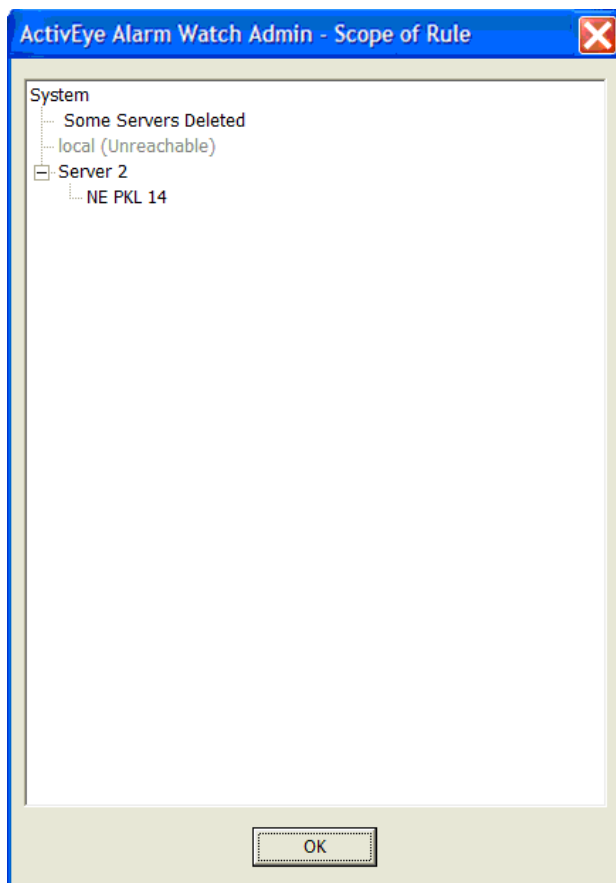 ActivEye Alarm Watch Admin - Scope of Rule
System
Some Servers Deleted
local (Unreachable)
Server 2
NE PKL 14
OK